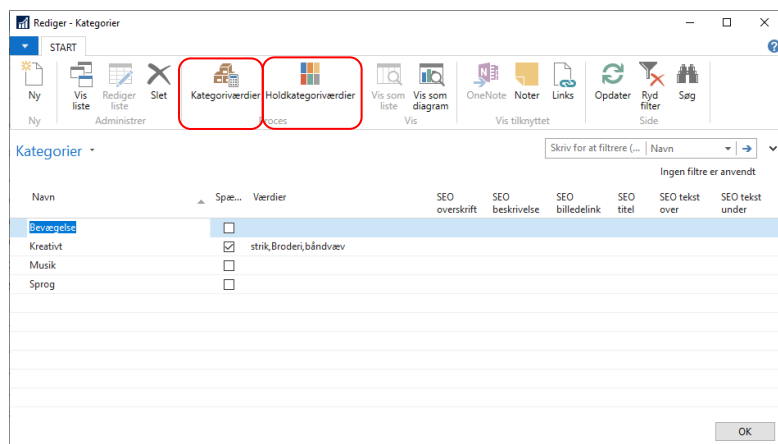 Rediger - Kategorier
START
Ny Vis liste Rediger liste Slet Kategoriværdier Holdkategoriværdier Vis som liste Vis som diagram OneNote Noter Links Opdater Ryd filter Søg
Ny Administrer Proces Vis Vis tilknyttet Side
Kategorier Skriv for at filtrere (... Navn
Ingen filtre er anvendt
Navn Spæ... Værdier SEO overskrift SEO beskrivelse SEO billedelink SEO titel SEO tekst over SEO tekst under
Bevægelse
Kreativt strik,Broderi,båndvæv
Musik
Sprog
OK